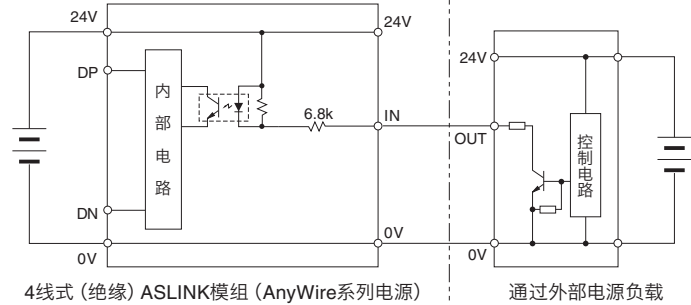 24V
24V
DP
内部电路
6.8k
IN
24V
OUT
控制电路
DN
0V
0V
0V
4线式（绝缘）ASLINK模组（AnyWire系列电源）
通过外部电源负载